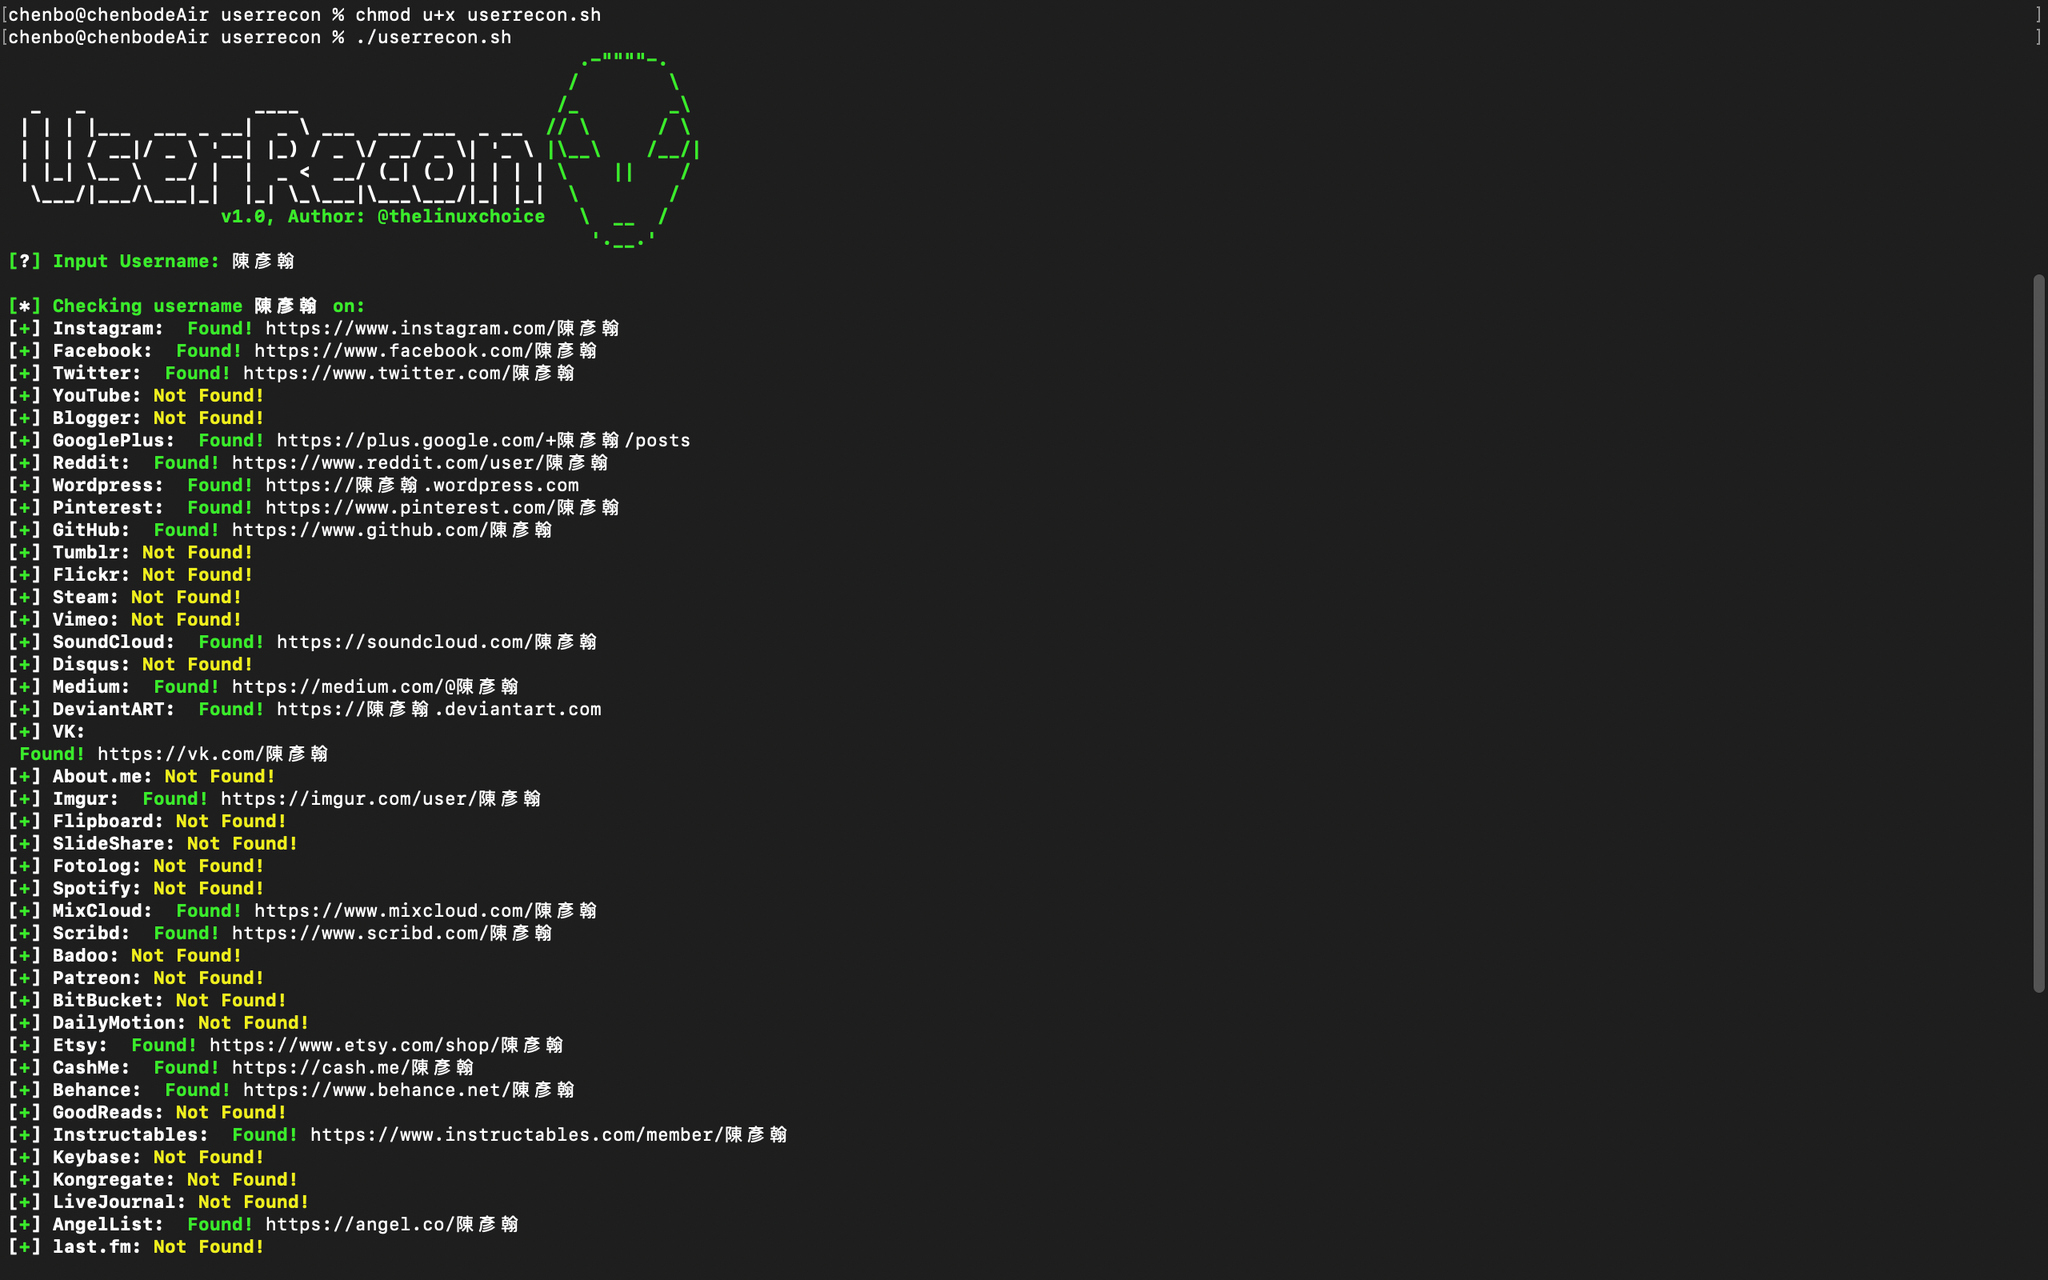 [chenbo@chenbodeAir userrecon % chmod u+x userrecon.sh ]
[chenbo@chenbodeAir userrecon % ./userrecon.sh ]
UserRecon
v1.0, Author: @thelinuxchoice
[?] Input Username: 陳彥翰
[*] Checking username 陳彥翰 on:
[+] Instagram:  Found! https://www.instagram.com/陳彥翰
[+] Facebook:  Found! https://www.facebook.com/陳彥翰
[+] Twitter:  Found! https://www.twitter.com/陳彥翰
[+] YouTube: Not Found!
[+] Blogger: Not Found!
[+] GooglePlus:  Found! https://plus.google.com/+陳彥翰/posts
[+] Reddit:  Found! https://www.reddit.com/user/陳彥翰
[+] Wordpress:  Found! https://陳彥翰.wordpress.com
[+] Pinterest:  Found! https://www.pinterest.com/陳彥翰
[+] GitHub:  Found! https://www.github.com/陳彥翰
[+] Tumblr: Not Found!
[+] Flickr: Not Found!
[+] Steam: Not Found!
[+] Vimeo: Not Found!
[+] SoundCloud:  Found! https://soundcloud.com/陳彥翰
[+] Disqus: Not Found!
[+] Medium:  Found! https://medium.com/@陳彥翰
[+] DeviantART:  Found! https://陳彥翰.deviantart.com
[+] VK:
 Found! https://vk.com/陳彥翰
[+] About.me: Not Found!
[+] Imgur:  Found! https://imgur.com/user/陳彥翰
[+] Flipboard: Not Found!
[+] SlideShare: Not Found!
[+] Fotolog: Not Found!
[+] Spotify: Not Found!
[+] MixCloud:  Found! https://www.mixcloud.com/陳彥翰
[+] Scribd:  Found! https://www.scribd.com/陳彥翰
[+] Badoo: Not Found!
[+] Patreon: Not Found!
[+] BitBucket: Not Found!
[+] DailyMotion: Not Found!
[+] Etsy:  Found! https://www.etsy.com/shop/陳彥翰
[+] CashMe:  Found! https://cash.me/陳彥翰
[+] Behance:  Found! https://www.behance.net/陳彥翰
[+] GoodReads: Not Found!
[+] Instructables:  Found! https://www.instructables.com/member/陳彥翰
[+] Keybase: Not Found!
[+] Kongregate: Not Found!
[+] LiveJournal: Not Found!
[+] AngelList:  Found! https://angel.co/陳彥翰
[+] last.fm: Not Found!